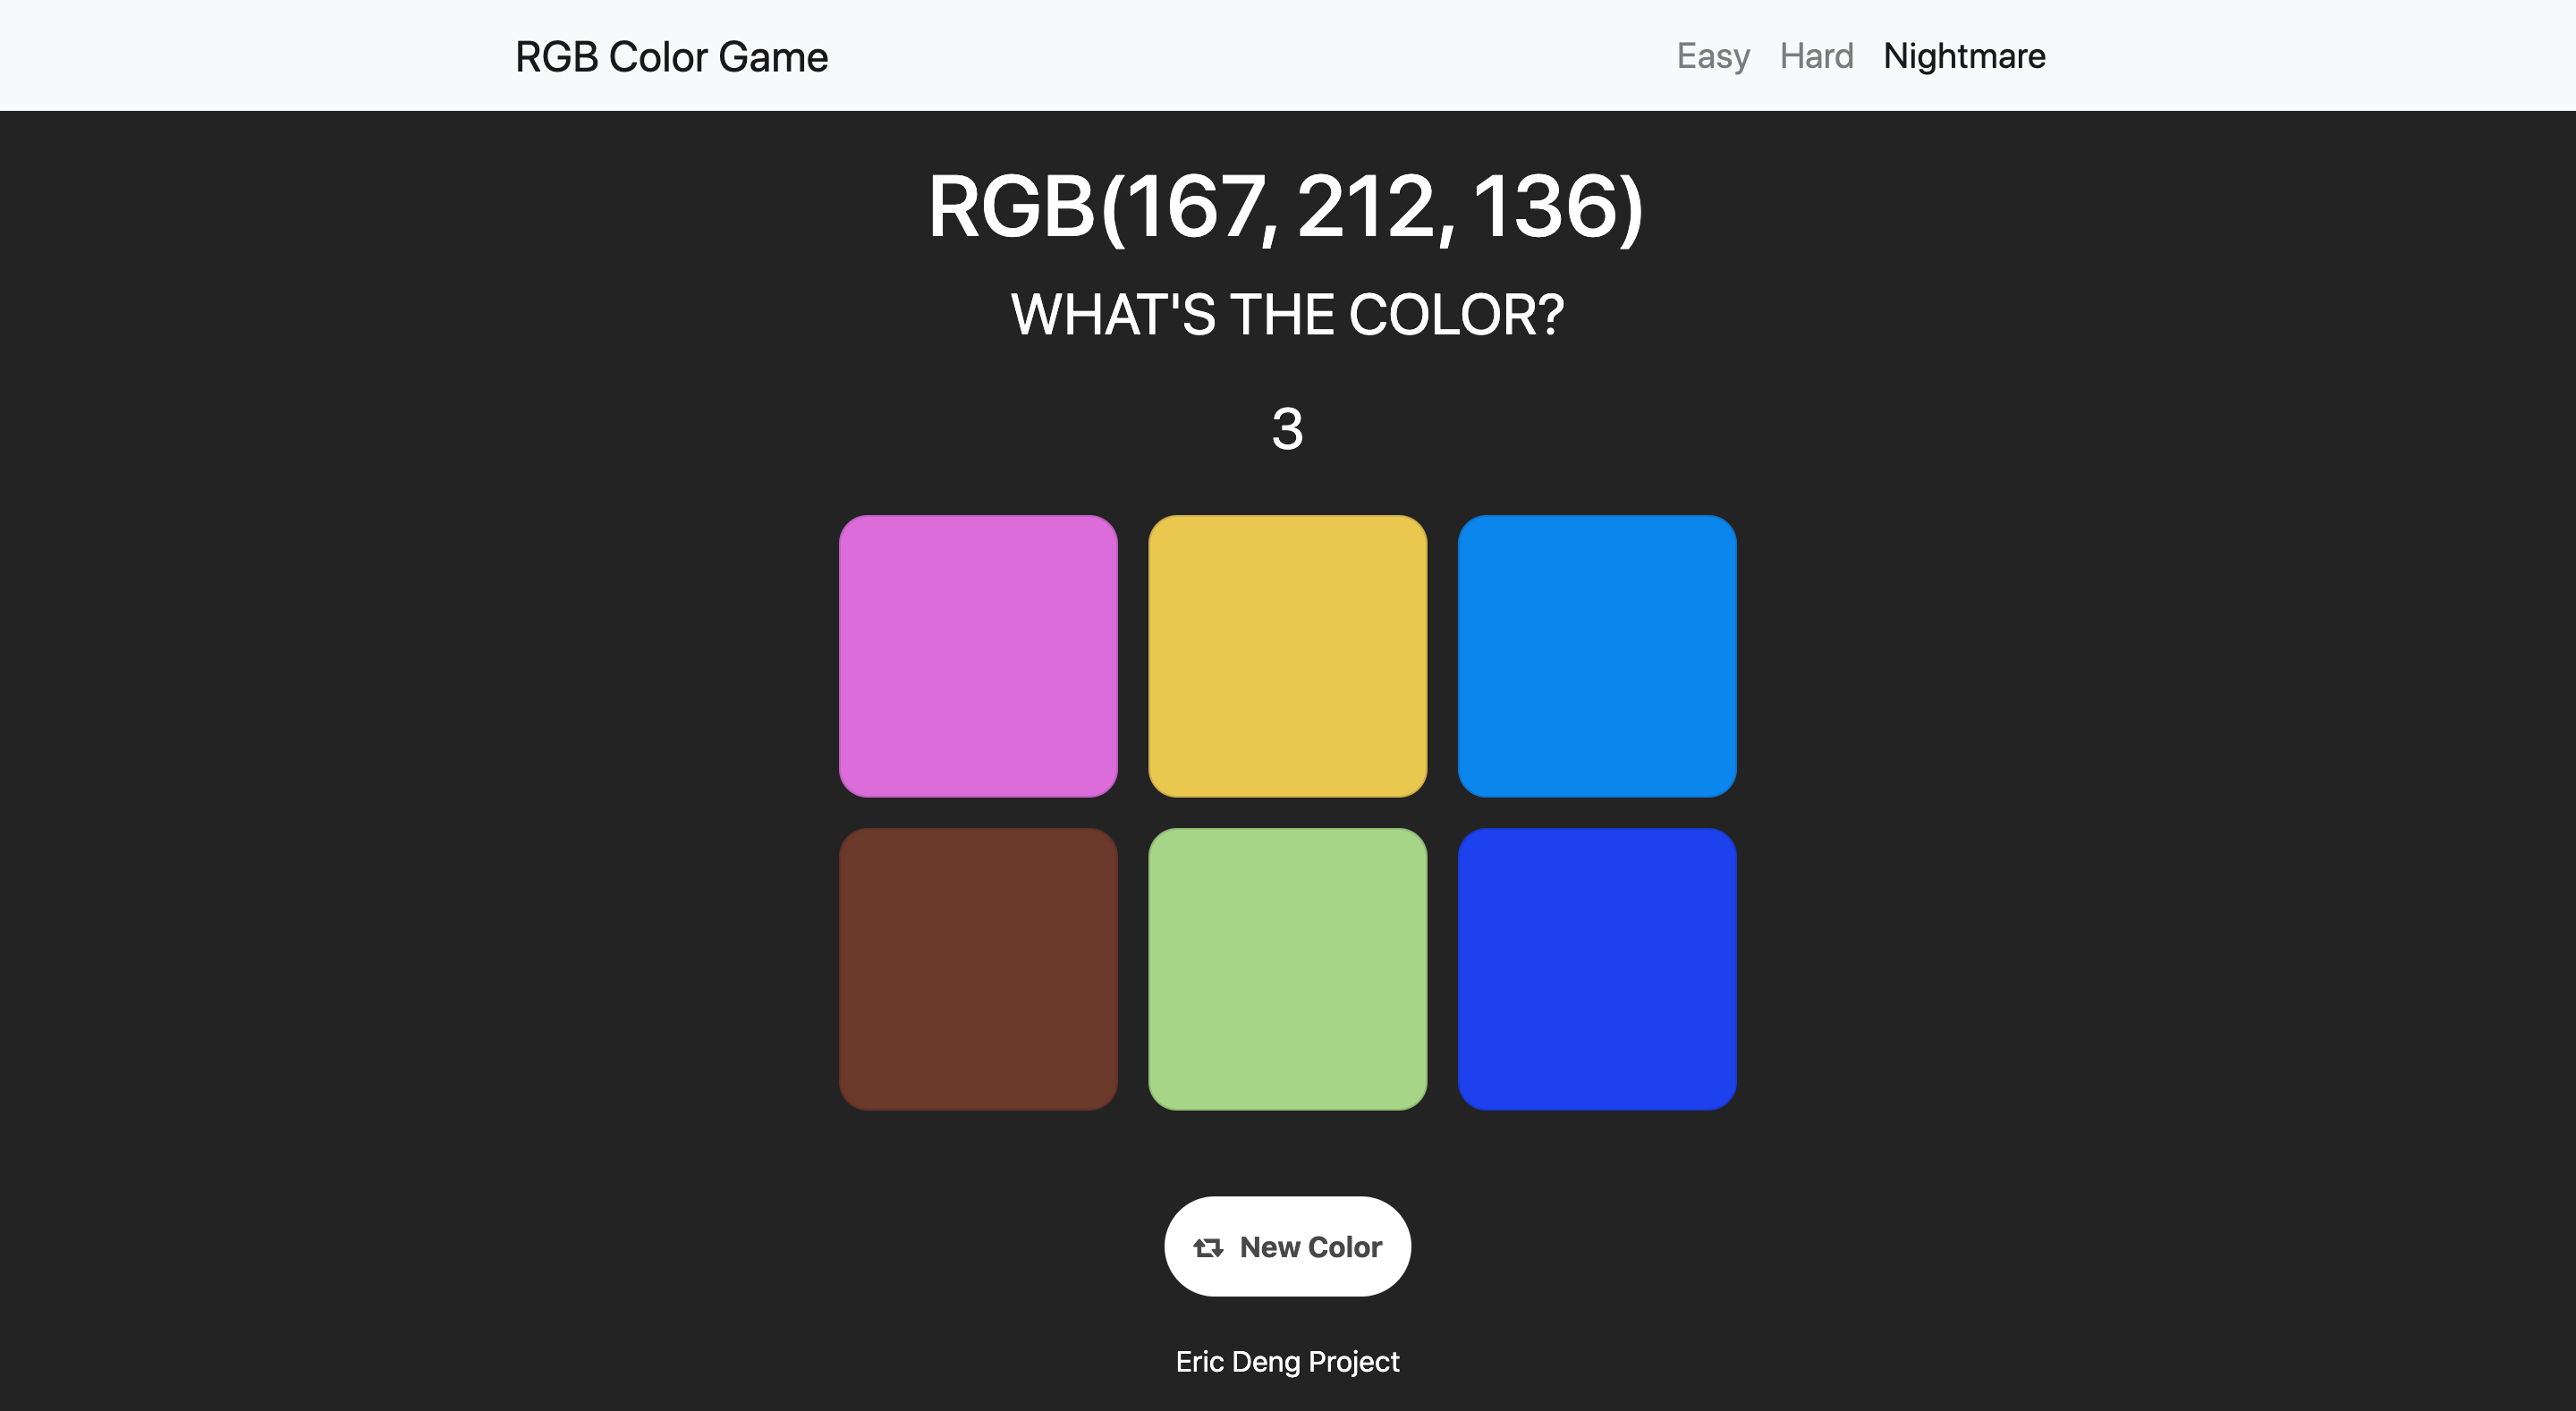 RGB Color Game
Easy Hard Nightmare
RGB(167, 212, 136)
WHAT'S THE COLOR?
3
New Color
Eric Deng Project